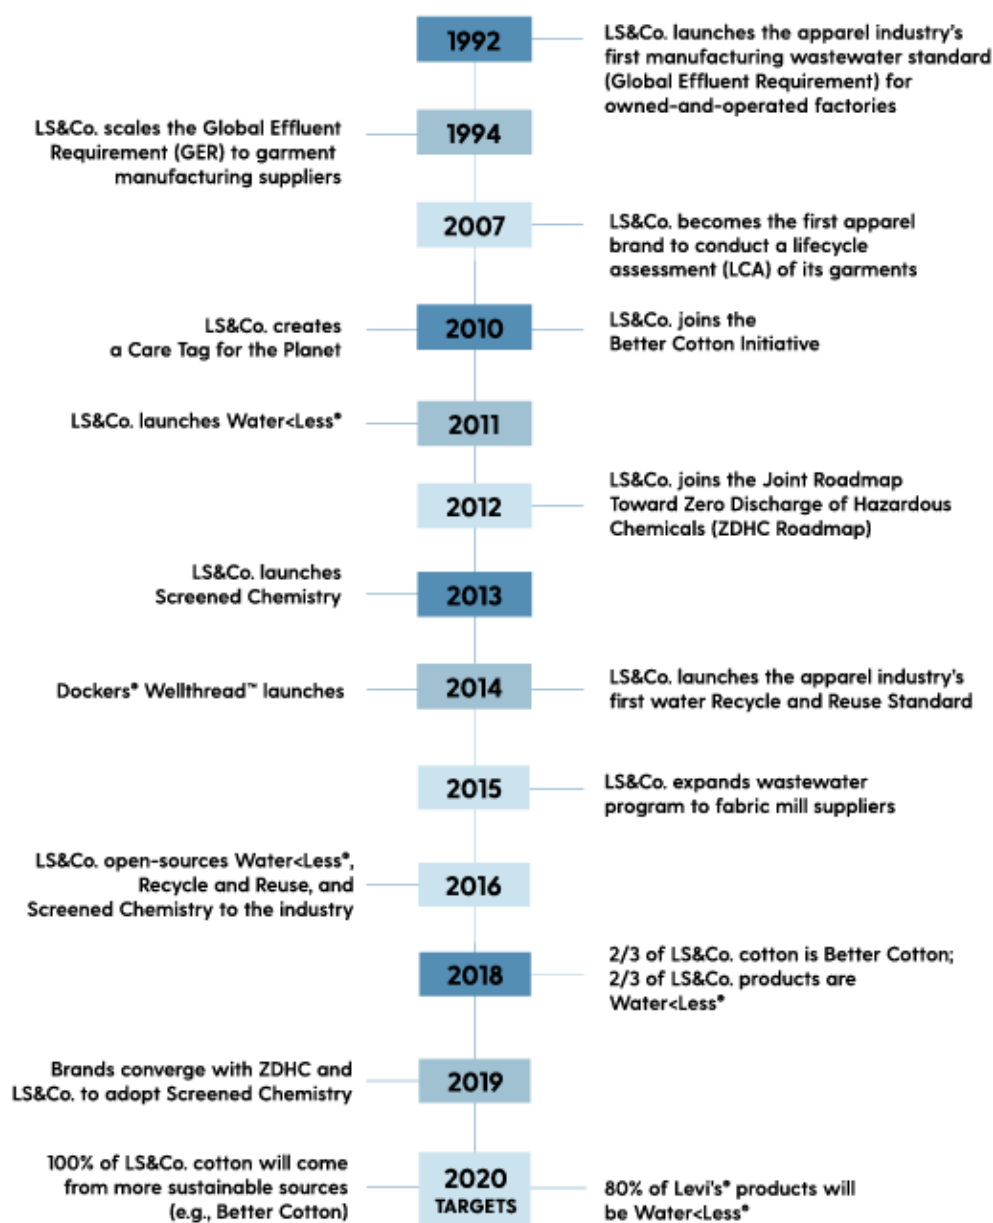 1992
LS&Co. launches the apparel industry's
first manufacturing wastewater standard
(Global Effluent Requirement) for
owned-and-operated factories
LS&Co. scales the Global Effluent
Requirement (GER) to garment
manufacturing suppliers
1994
2007
LS&Co. becomes the first apparel
brand to conduct a lifecycle
assessment (LCA) of its garments
LS&Co. creates
a Care Tag for the Planet
2010
LS&Co. joins the
Better Cotton Initiative
LS&Co. launches Water<Less®
2011
2012
LS&Co. joins the Joint Roadmap
Toward Zero Discharge of Hazardous
Chemicals (ZDHC Roadmap)
LS&Co. launches
Screened Chemistry
2013
Dockers® Wellthread™ launches
2014
LS&Co. launches the apparel industry's
first water Recycle and Reuse Standard
2015
LS&Co. expands wastewater
program to fabric mill suppliers
LS&Co. open-sources Water<Less®,
Recycle and Reuse, and
Screened Chemistry to the industry
2016
2018
2/3 of LS&Co. cotton is Better Cotton;
2/3 of LS&Co. products are
Water<Less®
Brands converge with ZDHC and
LS&Co. to adopt Screened Chemistry
2019
100% of LS&Co. cotton will come
from more sustainable sources
(e.g., Better Cotton)
2020
TARGETS
80% of Levi's® products will
be Water<Less®